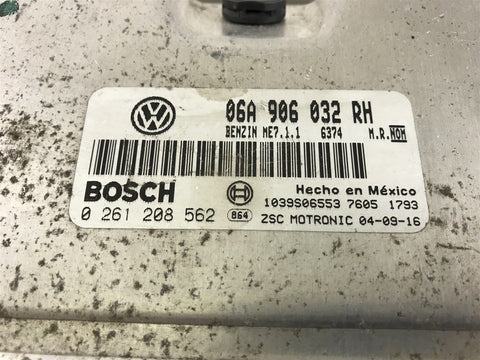 06A 906 032 RH
BENZIN ME7.1.1 6374 M.R. NOM
BOSCH
Hecho en México
1039S06553 7605 1793
0 261 208 562
864
ZSC MOTRONIC 04-09-16